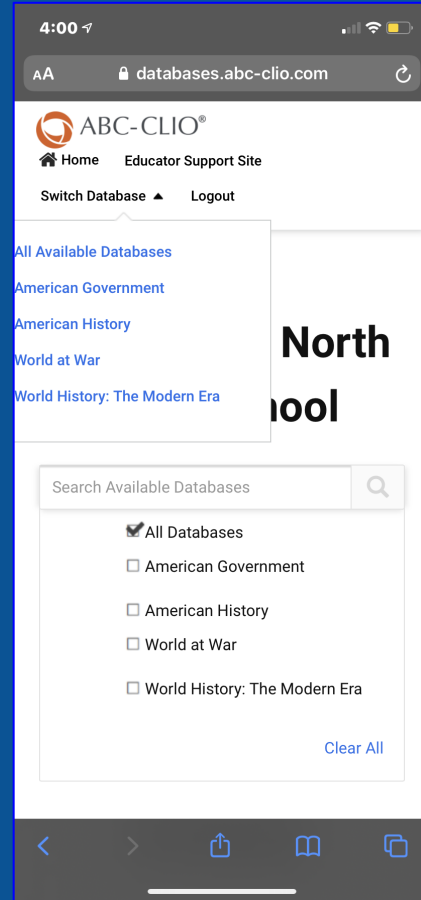 4:00
AA databases.abc-clio.com
ABC-CLIO®
Home Educator Support Site
Switch Database Logout
All Available Databases
American Government
American History
World at War
World History: The Modern Era
North
ool
Search Available Databases
All Databases
American Government
American History
World at War
World History: The Modern Era
Clear All